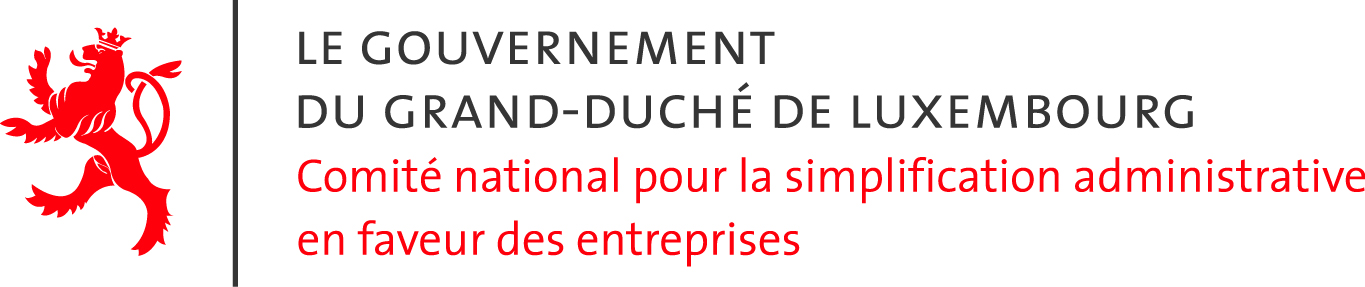 LE GOUVERNEMENT
DU GRAND-DUCHÉ DE LUXEMBOURG
Comité national pour la simplification administrative
en faveur des entreprises